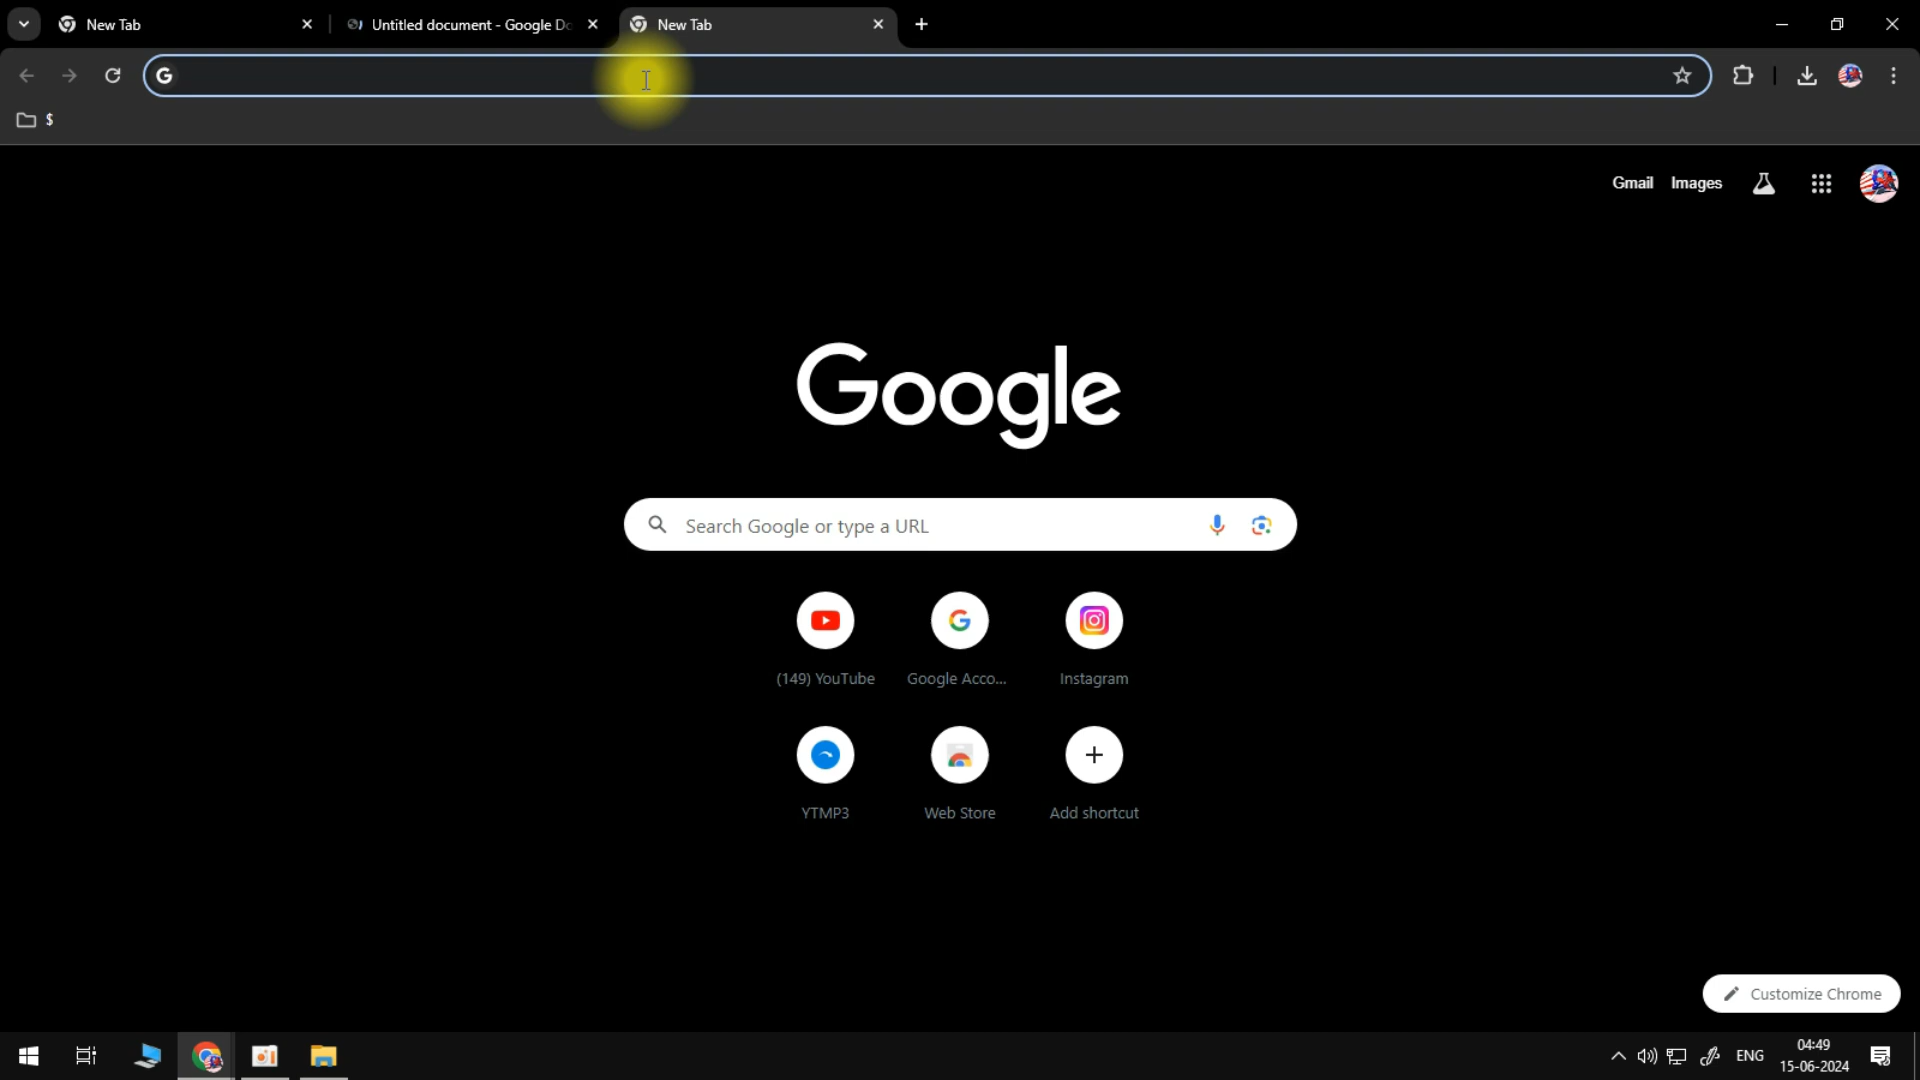 New Tab
Untitled document - Google Dc
New Tab
$
Gmail
Images
Google
Search Google or type a URL
(149) YouTube
Google Acco...
Instagram
YTMP3
Web Store
Add shortcut
Customize Chrome
ENG
04:49
15-06-2024